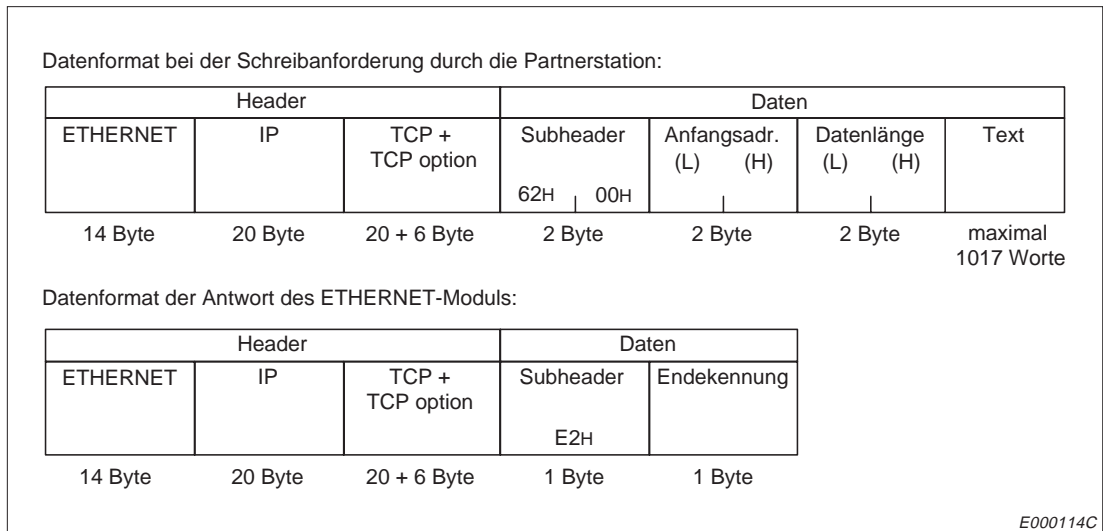 Datenformat bei der Schreibanforderung durch die Partnerstation:
Header Daten
ETHERNET IP TCP + Subheader Anfangsadr. Datenlänge Text
TCP option (L) (H) (L) (H)
62H 00H
14 Byte 20 Byte 20 + 6 Byte 2 Byte 2 Byte 2 Byte maximal
1017 Worte
Datenformat der Antwort des ETHERNET-Moduls:
Header Daten
ETHERNET IP TCP + Subheader Endekennung
TCP option
E2H
14 Byte 20 Byte 20 + 6 Byte 1 Byte 1 Byte
E000114C